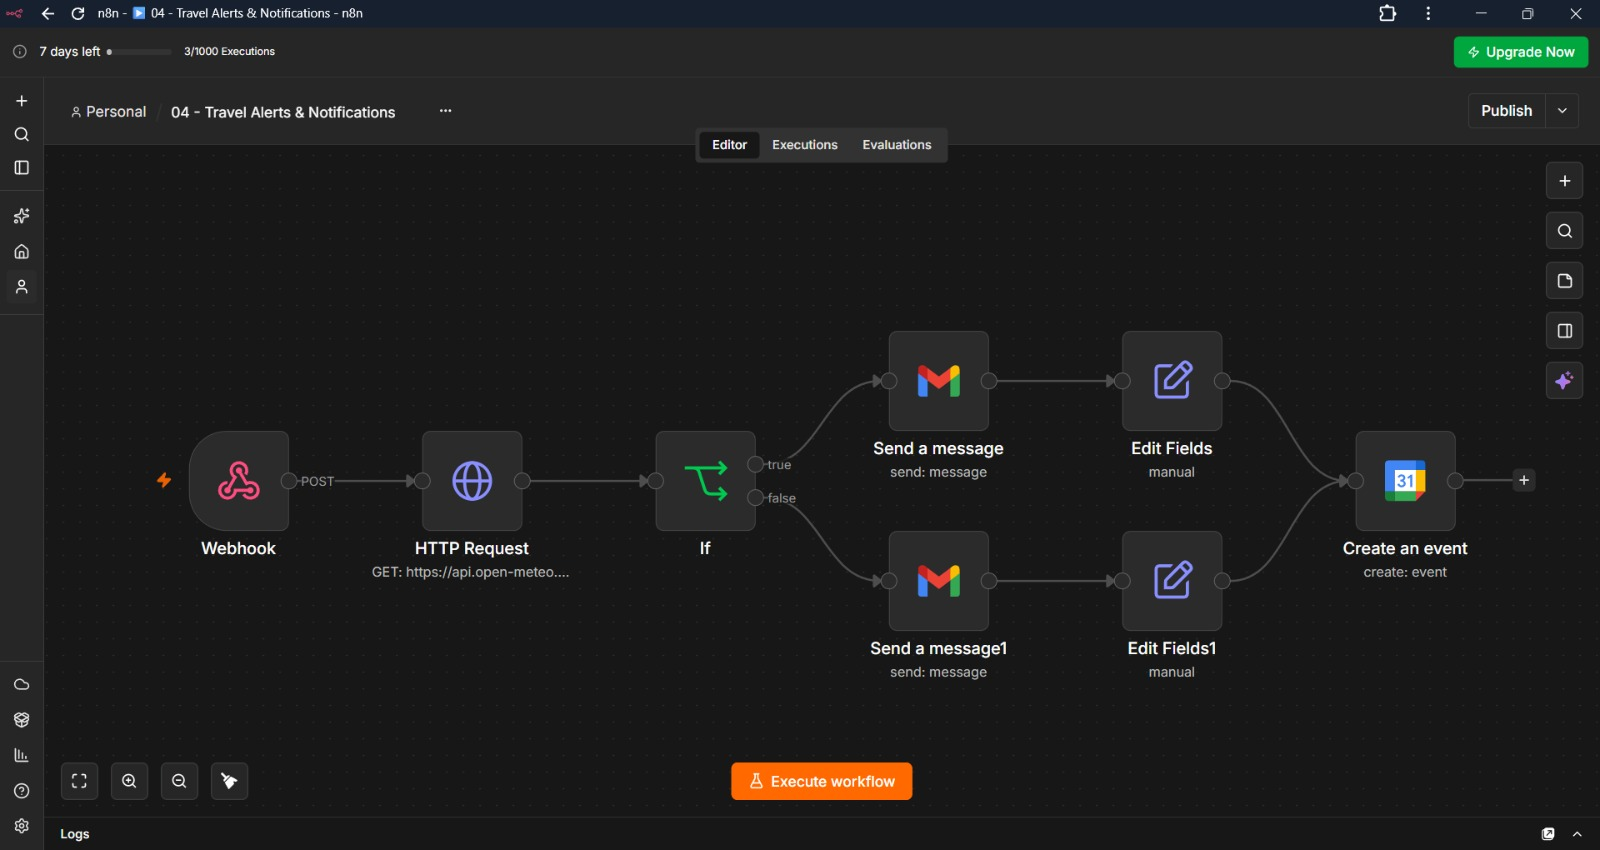 n8n - ▶️ 04 - Travel Alerts & Notifications - n8n
7 days left
3/1000 Executions
Upgrade Now
Personal / 04 - Travel Alerts & Notifications
Publish
Editor
Executions
Evaluations
Send a message
send: message
Edit Fields
manual
POST
true
false
31
Webhook
HTTP Request
GET: https://api.open-meteo....
If
Create an event
create: event
Send a message1
send: message
Edit Fields1
manual
Execute workflow
Logs